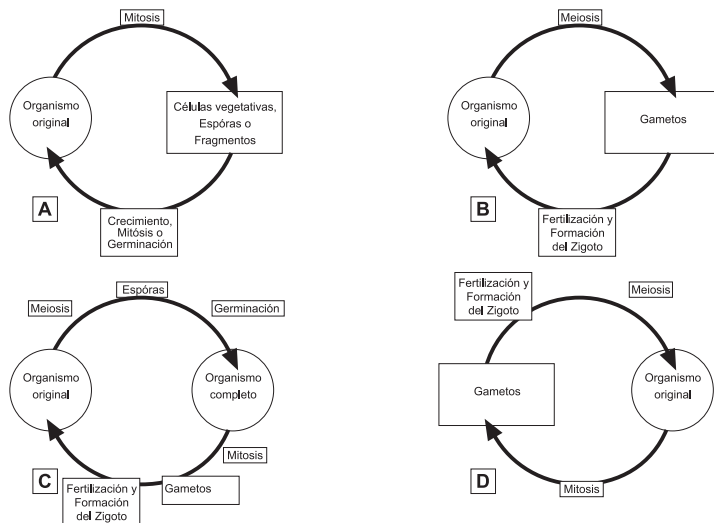 Mitosis
Organismo
original
Células vegetativas,
Espóras o
Fragmentos
A
Crecimiento,
Mitósis o
Germinación
Meiosis
Organismo
original
Gametos
B
Fertilización y
Formación
del Zigoto
Espóras
Meiosis
Germinación
Organismo
original
Organismo
completo
Mitosis
C
Gametos
Fertilización y
Formación
del Zigoto
Fertilización y
Formación
del Zigoto
Meiosis
Gametos
Organismo
original
D
Mitosis